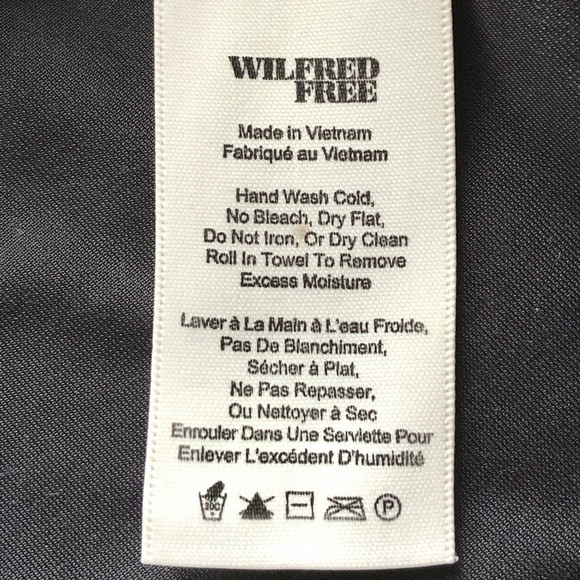 WILFRED
FREE
Made in Vietnam
Fabriqué au Vietnam
Hand Wash Cold,
No Bleach, Dry Flat,
Do Not Iron, Or Dry Clean
Roll In Towel To Remove
Excess Moisture
Laver à La Main à L'eau Froide,
Pas De Blanchiment,
Sécher à Plat,
Ne Pas Repasser,
Ou Nettoyer à Sec
Enrouler Dans Une Serviette Pour
Enlever L'excédent D'humidité
30C P